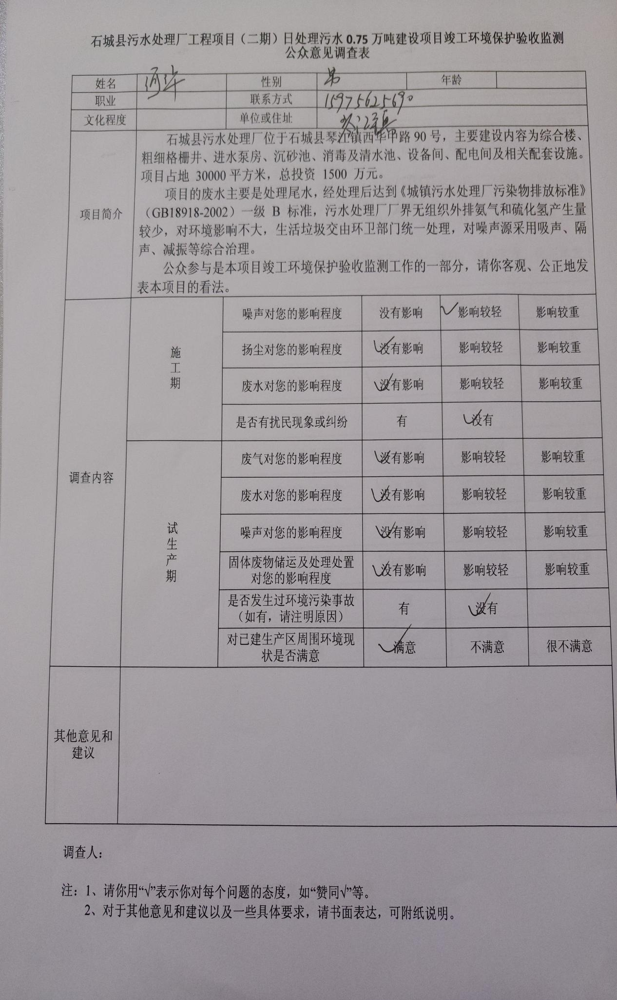 石城县污水处理厂工程项目（二期）日处理污水 0.75 万吨建设项目竣工环境保护验收监测
公众意见调查表
姓名 性别 男 年龄
职业 联系方式 15975625690
文化程度 单位或住址 琴江镇
项目简介
石城县污水处理厂位于石城县琴江镇西华中路 90 号，主要建设内容为综合楼、
粗细格栅井、进水泵房、沉砂池、消毒及清水池、设备间、配电间及相关配套设施。
项目占地 30000 平方米，总投资 1500 万元。
项目的废水主要是处理尾水，经处理后达到《城镇污水处理厂污染物排放标准》
（GB18918-2002）一级 B 标准，污水处理厂厂界无组织外排氨气和硫化氢产生量
较少，对环境影响不大，生活垃圾交由环卫部门统一处理，对噪声源采用吸声、隔
声、减振等综合治理。
公众参与是本项目竣工环境保护验收监测工作的一部分，请你客观、公正地发
表本项目的看法。
调查内容
施工期
噪声对您的影响程度 没有影响 √影响较轻 影响较重
扬尘对您的影响程度 √没有影响 影响较轻 影响较重
废水对您的影响程度 √没有影响 影响较轻 影响较重
是否有扰民现象或纠纷 有 √没有
试生产期
废气对您的影响程度 √没有影响 影响较轻 影响较重
废水对您的影响程度 √没有影响 影响较轻 影响较重
噪声对您的影响程度 √没有影响 影响较轻 影响较重
固体废物储运及处理处置
对您的影响程度 √没有影响 影响较轻 影响较重
是否发生过环境污染事故
（如有，请注明原因） 有 √没有
对已建生产区周围环境现
状是否满意 √满意 不满意 很不满意
其他意见和
建议
调查人：
注：1、请你用“√”表示你对每个问题的态度，如“赞同√”等。
2、对于其他意见和建议以及一些具体要求，请书面表达，可附纸说明。